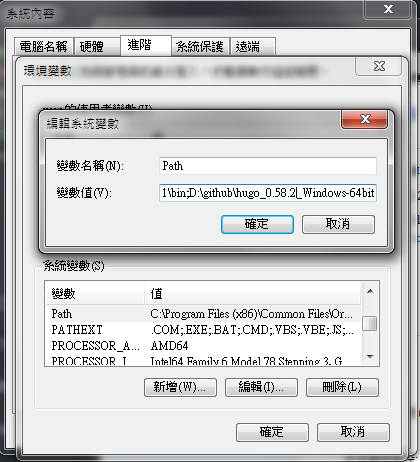 系統內容
電腦名稱 硬體 進階 系統保護 遠端
環境變數
的使用者變數(U)
編輯系統變數
變數名稱(N): Path
變數值(V): 1\bin;D:\github\hugo_0.58.2_Windows-64bit
確定 取消
系統變數(S)
變數 值
Path C:\Program Files (x86)\Common Files\Or...
PATHEXT .COM;.EXE;.BAT;.CMD;.VBS;.VBE;.JS;...
PROCESSOR_A... AMD64
PROCESSOR_I... Intel64 Family 6 Model 78 Stepping 3, G...
新增(W)... 編輯(I)... 刪除(L)
確定 取消